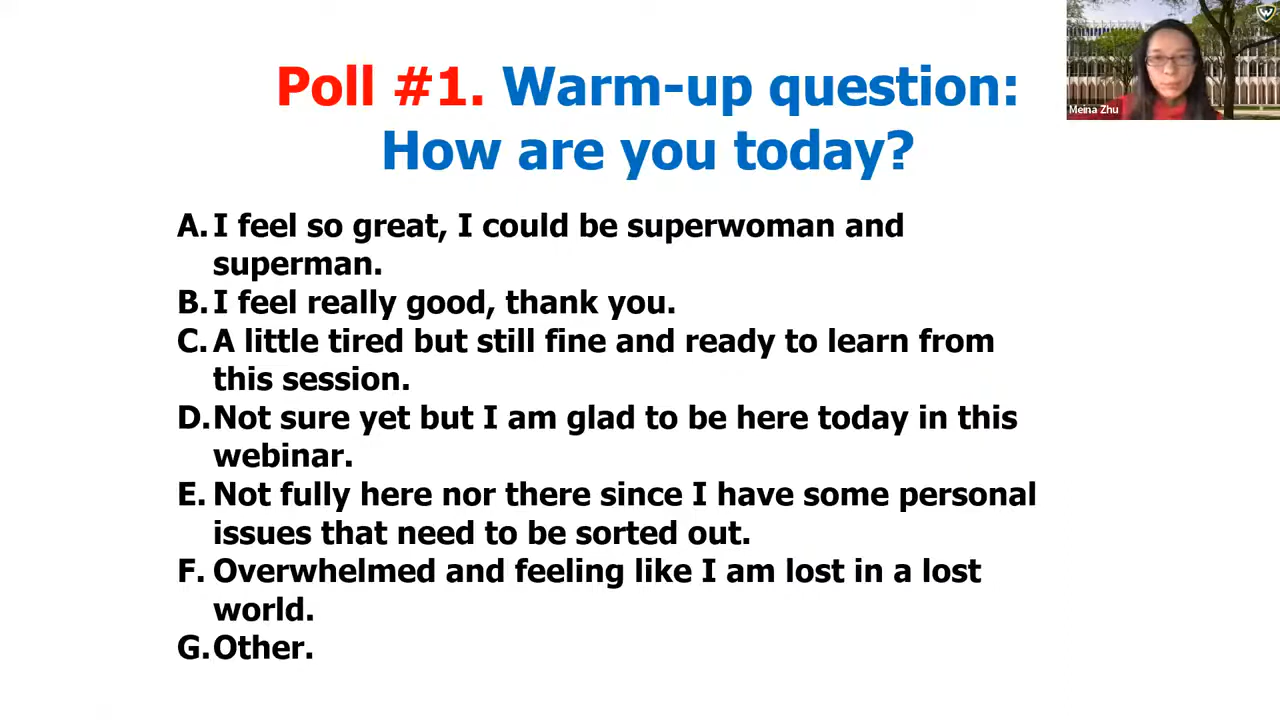 Poll #1. Warm-up question:
How are you today?
A. I feel so great, I could be superwoman and
superman.
B. I feel really good, thank you.
C. A little tired but still fine and ready to learn from
this session.
D. Not sure yet but I am glad to be here today in this
webinar.
E. Not fully here nor there since I have some personal
issues that need to be sorted out.
F. Overwhelmed and feeling like I am lost in a lost
world.
G. Other.
Meina Zhu
W